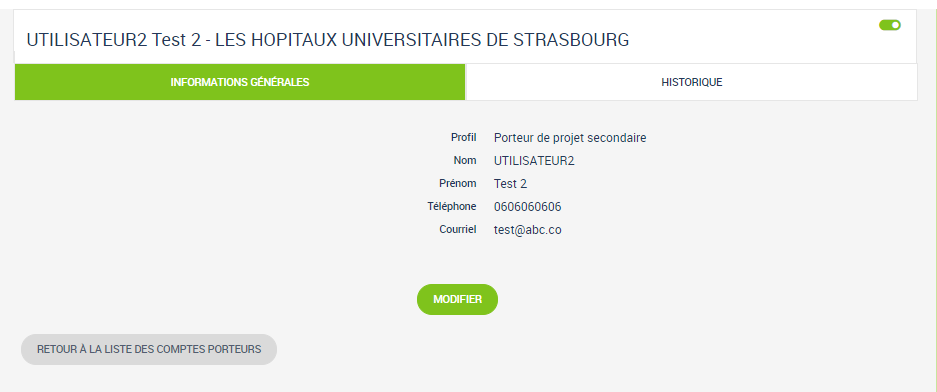 UTILISATEUR2 Test 2 - LES HOPITAUX UNIVERSITAIRES DE STRASBOURG
INFORMATIONS GÉNÉRALES
HISTORIQUE
Profil Porteur de projet secondaire
Nom UTILISATEUR2
Prénom Test 2
Téléphone 0606060606
Courriel test@abc.co
MODIFIER
RETOUR À LA LISTE DES COMPTES PORTEURS